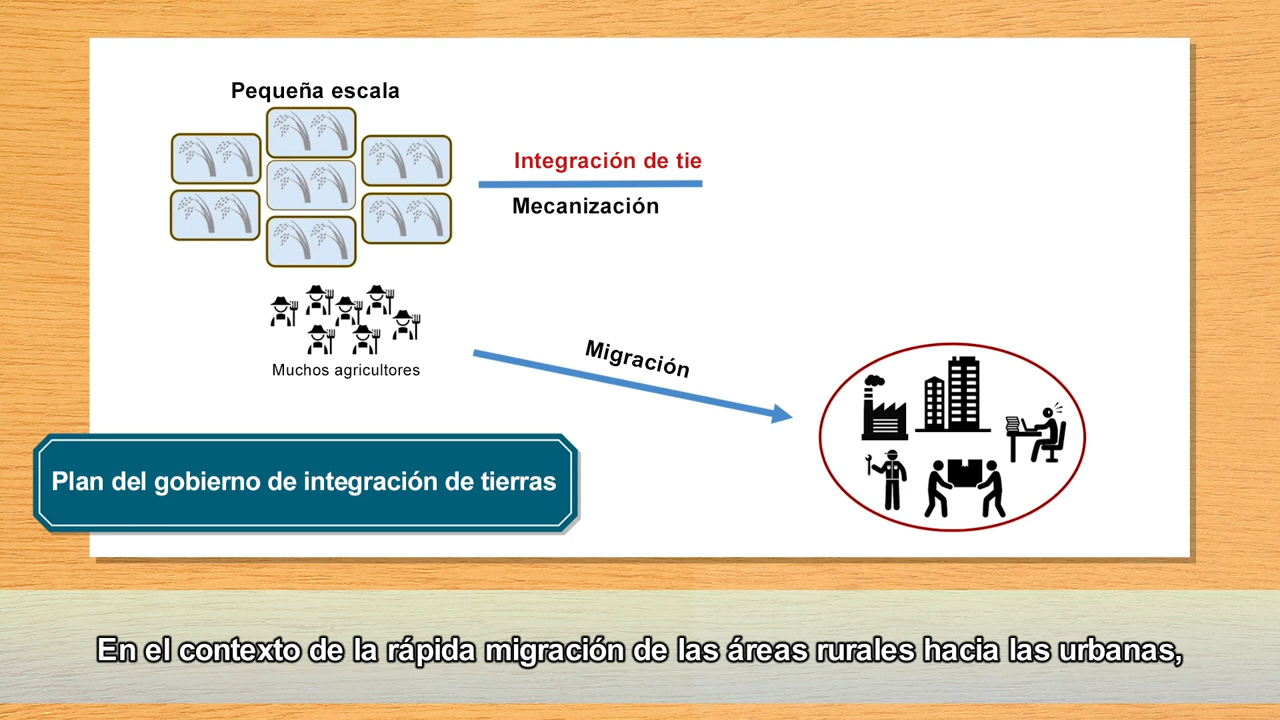 Pequeña escala
Integración de tie
Mecanización
Migración
Muchos agricultores
Plan del gobierno de integración de tierras
En el contexto de la rápida migración de las áreas rurales hacia las urbanas,